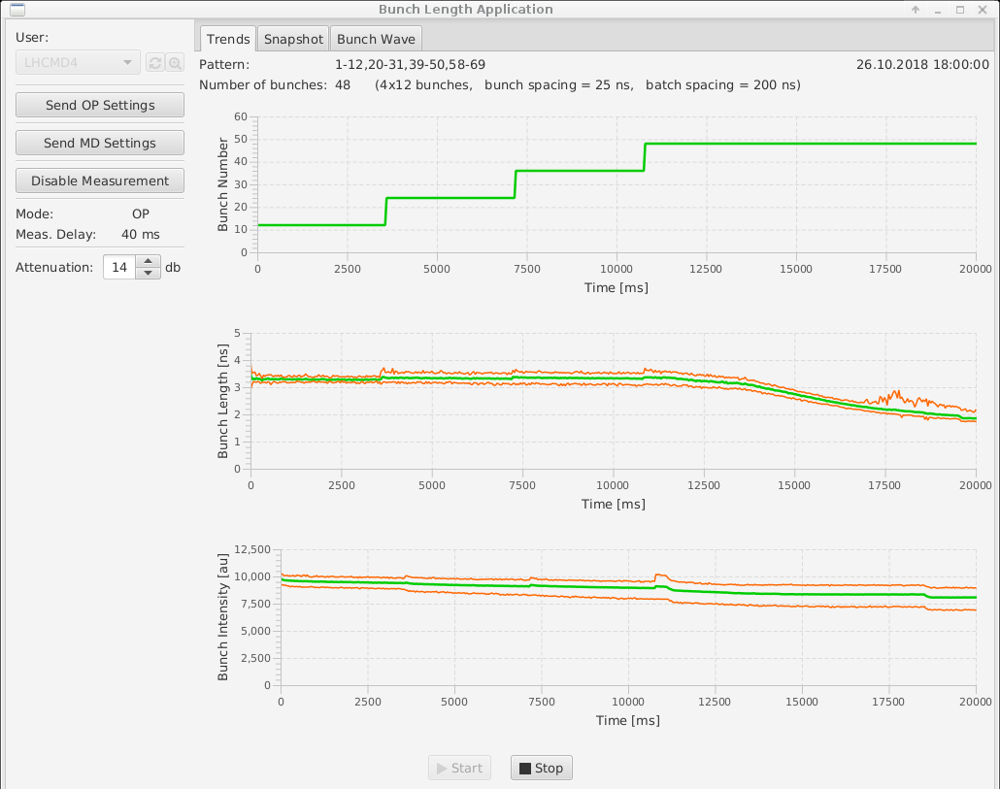 Bunch Length Application
User:
LHCMD4
Send OP Settings
Send MD Settings
Disable Measurement
Mode: OP
Meas. Delay: 40 ms
Attenuation: 14 db
Trends Snapshot Bunch Wave
Pattern: 1-12,20-31,39-50,58-69 26.10.2018 18:00:00
Number of bunches: 48 (4x12 bunches, bunch spacing = 25 ns, batch spacing = 200 ns)
Bunch Number
60
50
40
30
20
10
0
0 2500 5000 7500 10000 12500 15000 17500 20000
Time [ms]
Bunch Length [ns]
5
4
3
2
1
0
0 2500 5000 7500 10000 12500 15000 17500 20000
Time [ms]
Bunch Intensity [au]
12,500
10,000
7,500
5,000
2,500
0
0 2500 5000 7500 10000 12500 15000 17500 20000
Time [ms]
Start Stop